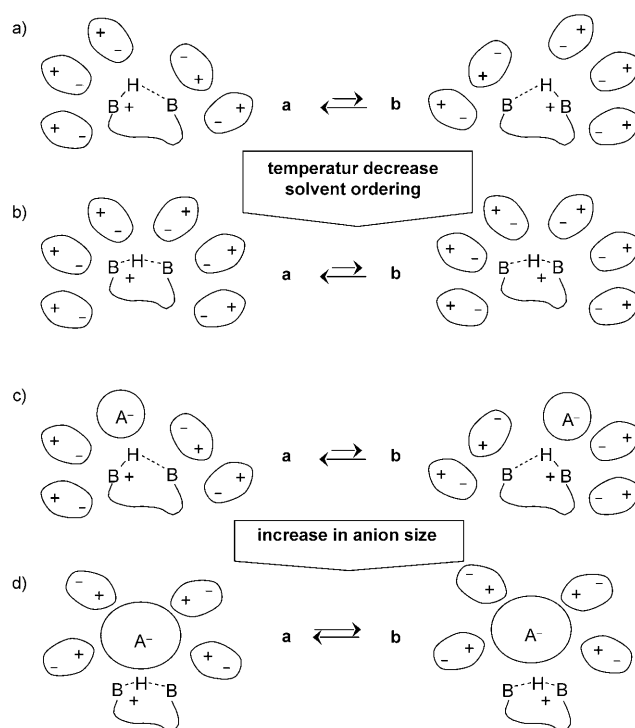 a)
+ − + − − + + − − +
H
B + B
a ⇌ b
− + + − + − + − + −
H
B + B
temperatur decrease
solvent ordering
b)
+ − + − + − + − + − − +
B H B
+
a ⇌ b
+ − + − + − + − + − − +
B H B
+
c)
+ − + − A⁻ − + − +
H
B + B
a ⇌ b
− + + − A⁻ + − + −
H
B + B
increase in anion size
d)
− + + − A⁻ − + + −
B H B
+
a ⇌ b
− + + − A⁻ − + + −
B H B
+